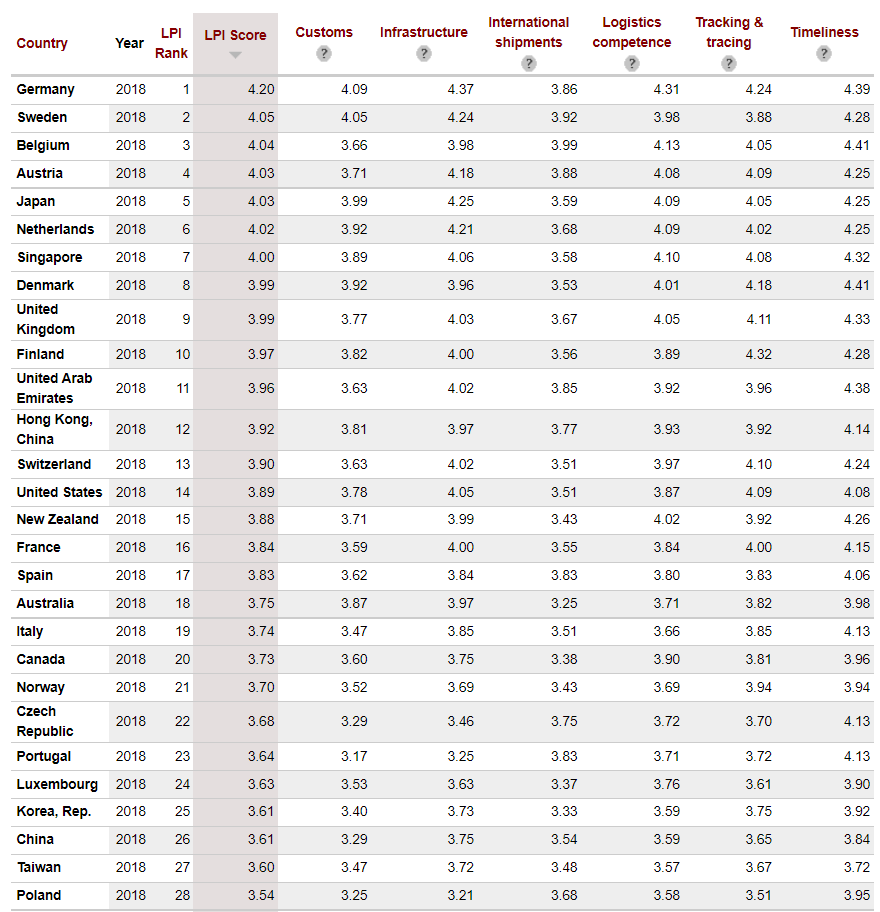 Country Year LPI Rank LPI Score Customs Infrastructure International shipments Logistics competence Tracking & tracing Timeliness
? ? ? ? ? ?
Germany 2018 1 4.20 4.09 4.37 3.86 4.31 4.24 4.39
Sweden 2018 2 4.05 4.05 4.24 3.92 3.98 3.88 4.28
Belgium 2018 3 4.04 3.66 3.98 3.99 4.13 4.05 4.41
Austria 2018 4 4.03 3.71 4.18 3.88 4.08 4.09 4.25
Japan 2018 5 4.03 3.99 4.25 3.59 4.09 4.05 4.25
Netherlands 2018 6 4.02 3.92 4.21 3.68 4.09 4.02 4.25
Singapore 2018 7 4.00 3.89 4.06 3.58 4.10 4.08 4.32
Denmark 2018 8 3.99 3.92 3.96 3.53 4.01 4.18 4.41
United Kingdom 2018 9 3.99 3.77 4.03 3.67 4.05 4.11 4.33
Finland 2018 10 3.97 3.82 4.00 3.56 3.89 4.32 4.28
United Arab Emirates 2018 11 3.96 3.63 4.02 3.85 3.92 3.96 4.38
Hong Kong, China 2018 12 3.92 3.81 3.97 3.77 3.93 3.92 4.14
Switzerland 2018 13 3.90 3.63 4.02 3.51 3.97 4.10 4.24
United States 2018 14 3.89 3.78 4.05 3.51 3.87 4.09 4.08
New Zealand 2018 15 3.88 3.71 3.99 3.43 4.02 3.92 4.26
France 2018 16 3.84 3.59 4.00 3.55 3.84 4.00 4.15
Spain 2018 17 3.83 3.62 3.84 3.83 3.80 3.83 4.06
Australia 2018 18 3.75 3.87 3.97 3.25 3.71 3.82 3.98
Italy 2018 19 3.74 3.47 3.85 3.51 3.66 3.85 4.13
Canada 2018 20 3.73 3.60 3.75 3.38 3.90 3.81 3.96
Norway 2018 21 3.70 3.52 3.69 3.43 3.69 3.94 3.94
Czech Republic 2018 22 3.68 3.29 3.46 3.75 3.72 3.70 4.13
Portugal 2018 23 3.64 3.17 3.25 3.83 3.71 3.72 4.13
Luxembourg 2018 24 3.63 3.53 3.63 3.37 3.76 3.61 3.90
Korea, Rep. 2018 25 3.61 3.40 3.73 3.33 3.59 3.75 3.92
China 2018 26 3.61 3.29 3.75 3.54 3.59 3.65 3.84
Taiwan 2018 27 3.60 3.47 3.72 3.48 3.57 3.67 3.72
Poland 2018 28 3.54 3.25 3.21 3.68 3.58 3.51 3.95